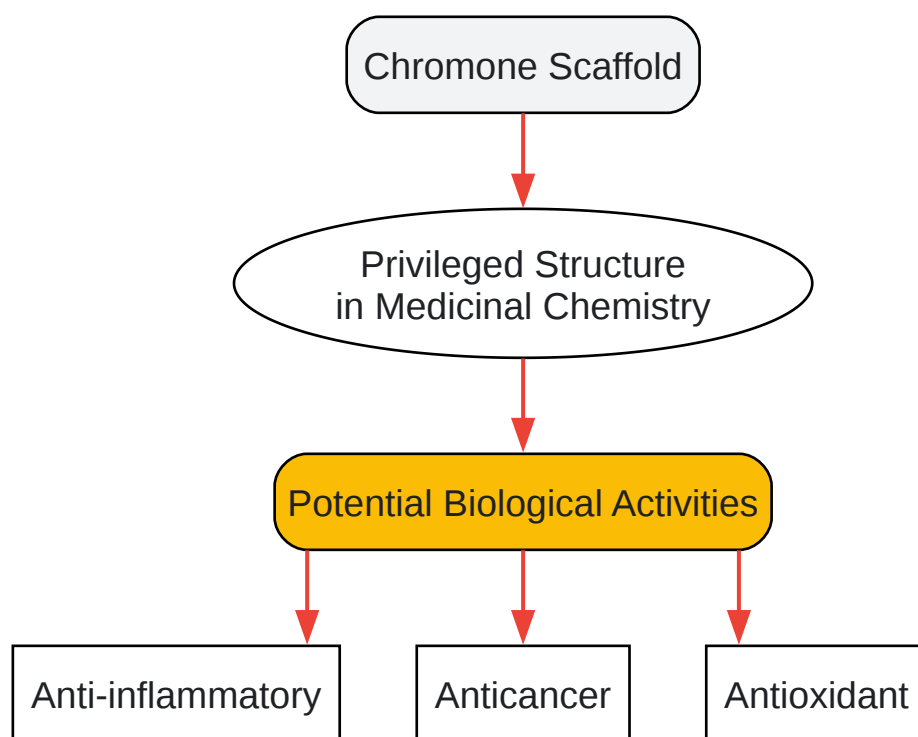 Chromone Scaffold
Privileged Structure
in Medicinal Chemistry
Potential Biological Activities
Anti-inflammatory
Anticancer
Antioxidant